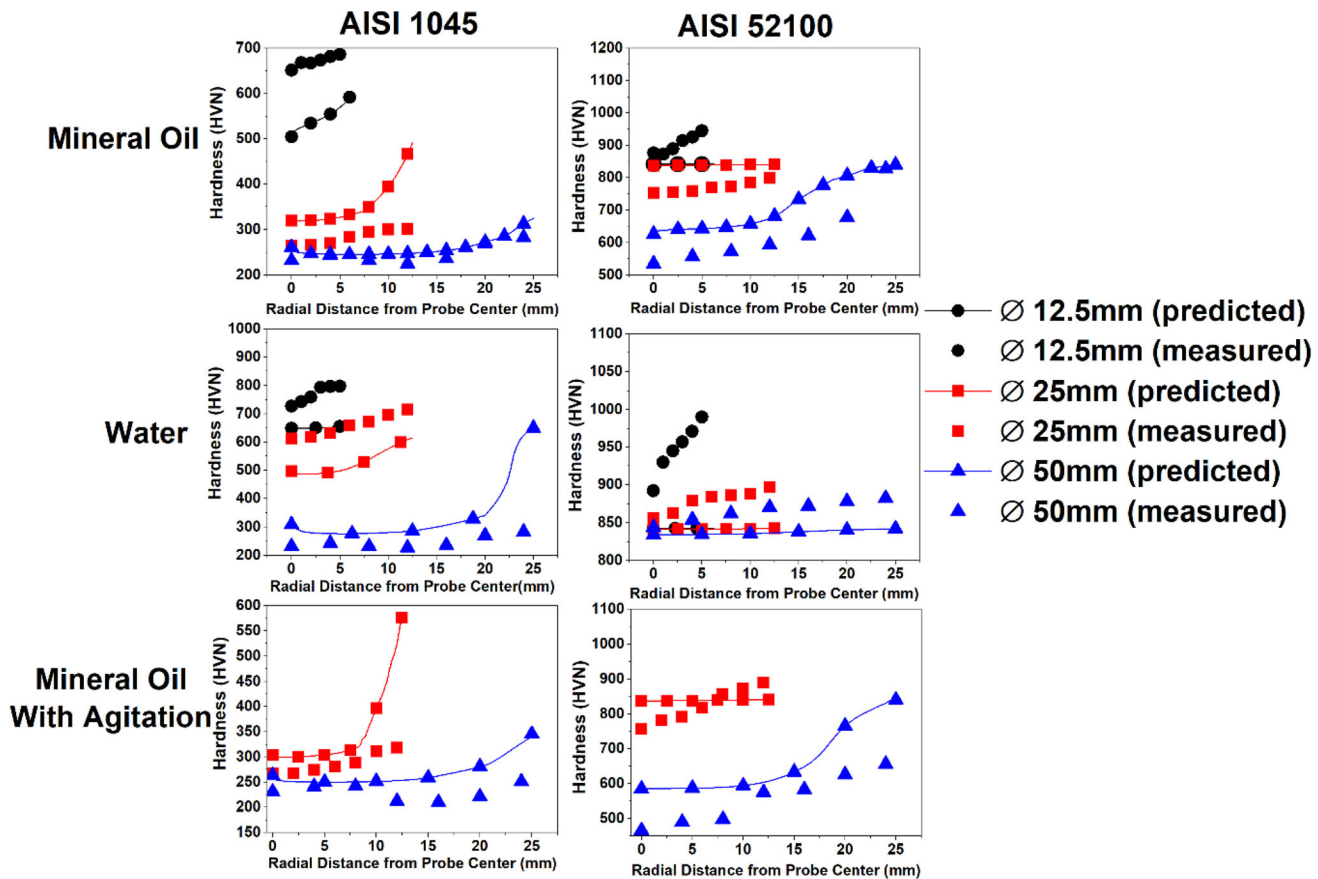 AISI 1045
AISI 52100
Mineral Oil
Hardness (HVN)
700
600
500
400
300
200
0 5 10 15 20 25
Radial Distance from Probe Center (mm)
Hardness (HVN)
1200
1100
1000
900
800
700
600
500
0 5 10 15 20 25
Radial Distance from Probe Center (mm)
Water
Hardness (HVN)
1000
900
800
700
600
500
400
300
200
0 5 10 15 20 25
Radial Distance from Probe Center(mm)
Hardness (HVN)
1100
1050
1000
950
900
850
800
0 5 10 15 20 25
Radial Distance from Probe Center (mm)
Mineral Oil
With Agitation
Hardness (HVN)
600
550
500
450
400
350
300
250
200
150
0 5 10 15 20 25
Radial Distance from Probe Center (mm)
Hardness (HVN)
1100
1000
900
800
700
600
500
0 5 10 15 20 25
Radial Distance from Probe Center (mm)
∅ 12.5mm (predicted)
∅ 12.5mm (measured)
∅ 25mm (predicted)
∅ 25mm (measured)
∅ 50mm (predicted)
∅ 50mm (measured)